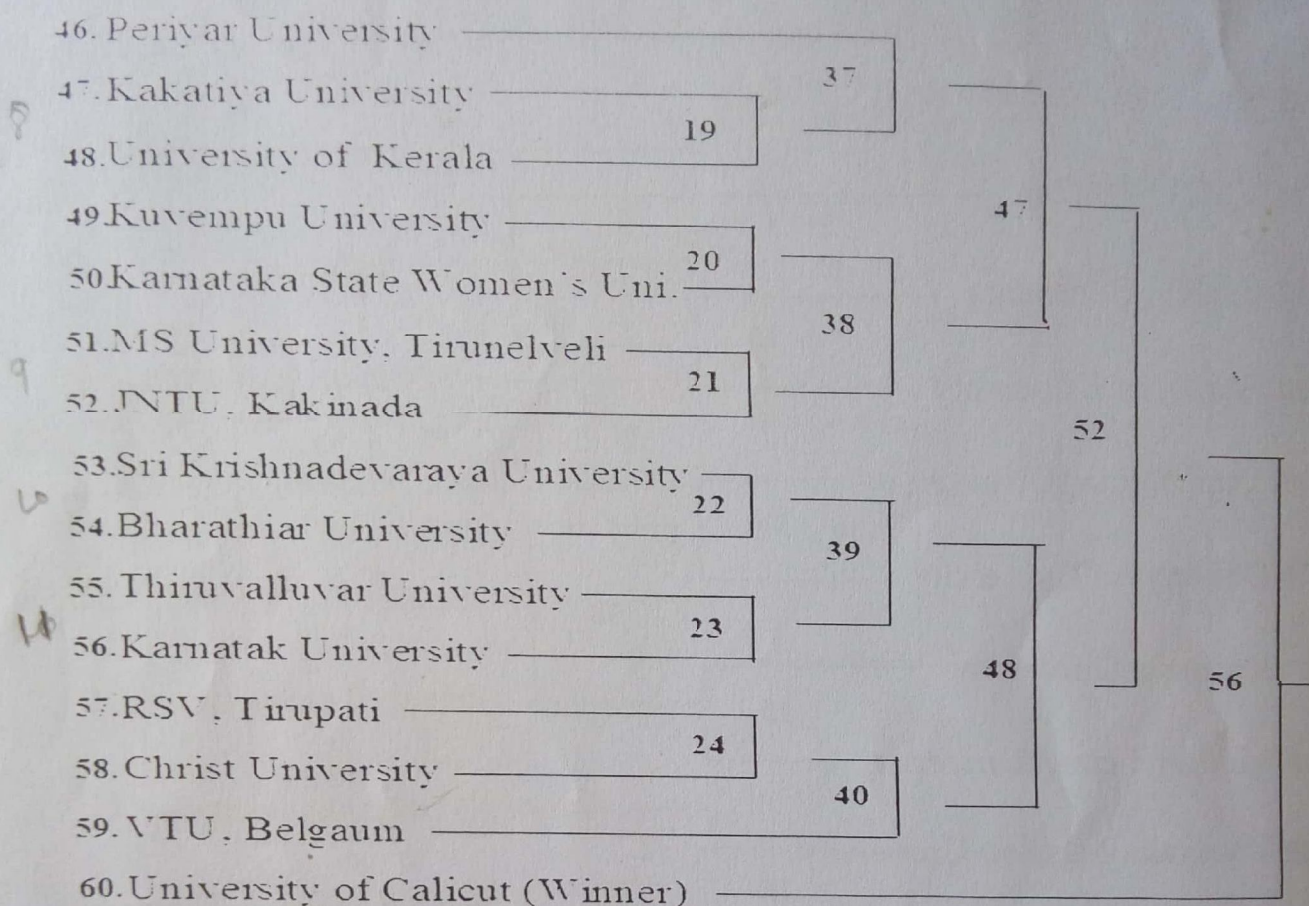 46. Periyar University
37
47. Kakatiya University
8
19
48. University of Kerala
49. Kuvempu University
47
20
50. Karnataka State Women's Uni.
38
51. MS University, Tirunelveli
9
21
52. JNTU, Kakinada
52
53. Sri Krishnadevaraya University
22
54. Bharathiar University
39
55. Thiruvalluvar University
23
56. Karnatak University
48
56
57. RSV, Tirupati
24
58. Christ University
40
59. VTU, Belgaum
60. University of Calicut (Winner)